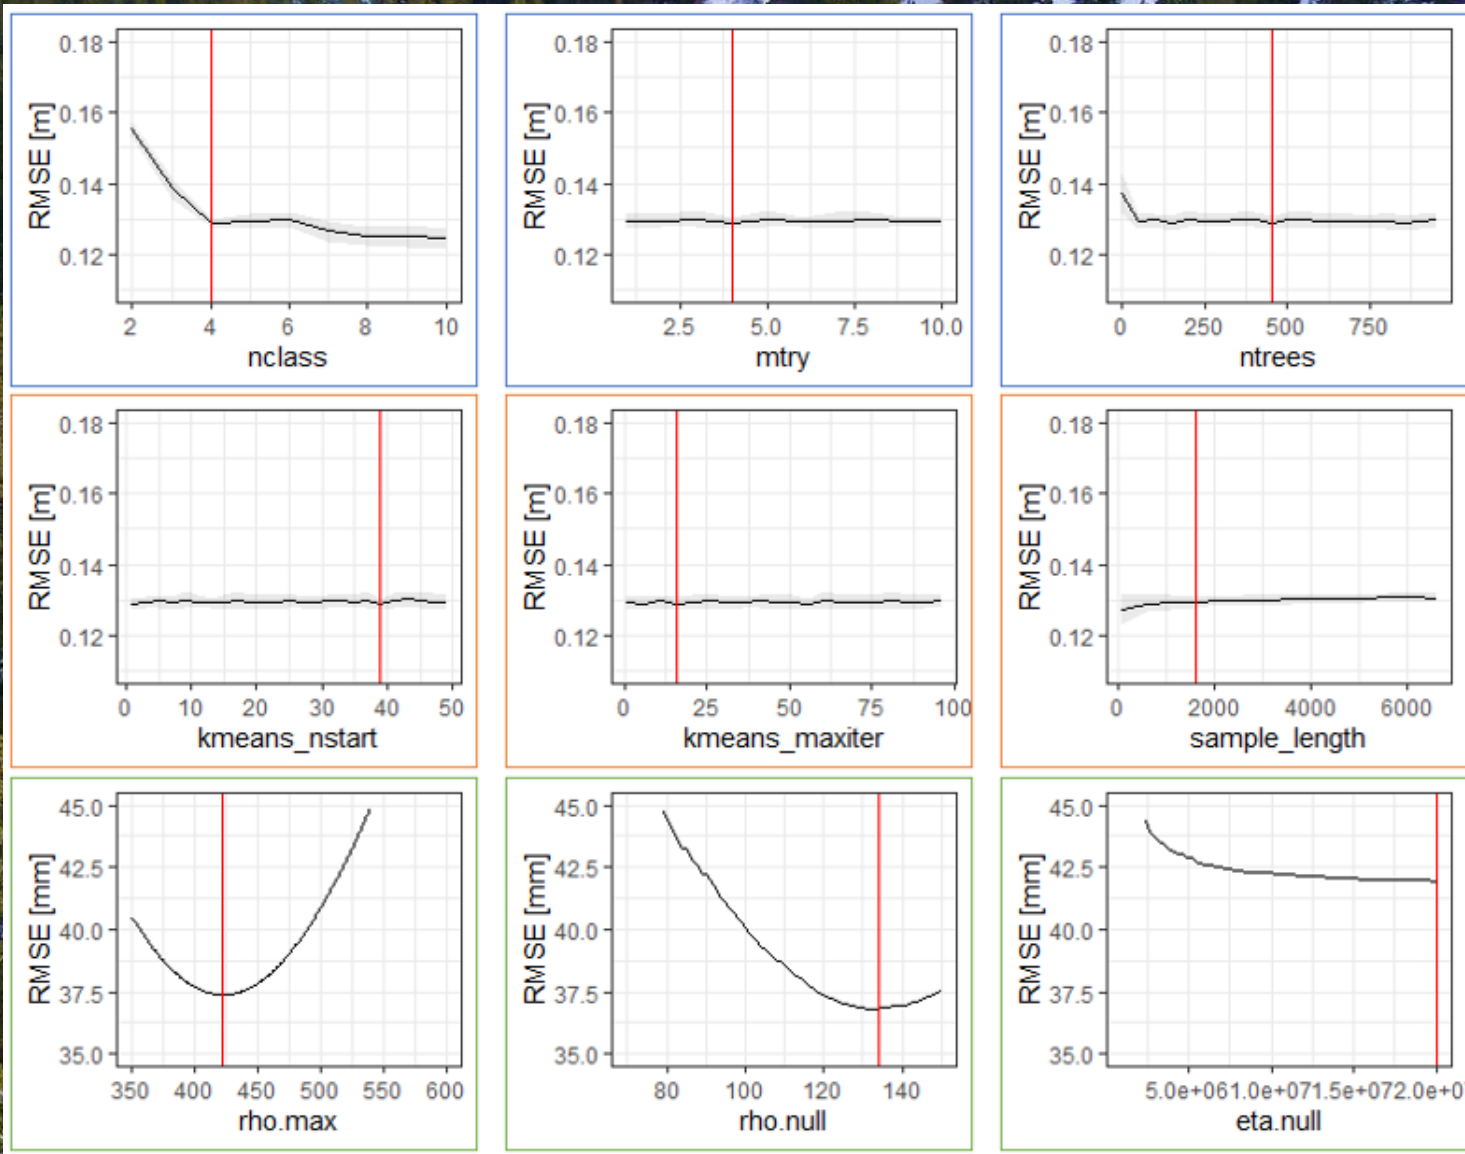 RMSE [m]
0.18
0.16
0.14
0.12
2 4 6 8 10
nclass
RMSE [m]
0.18
0.16
0.14
0.12
2.5 5.0 7.5 10.0
mtry
RMSE [m]
0.18
0.16
0.14
0.12
0 250 500 750
ntrees
RMSE [m]
0.18
0.16
0.14
0.12
0 10 20 30 40 50
kmeans_nstart
RMSE [m]
0.18
0.16
0.14
0.12
0 25 50 75 100
kmeans_maxiter
RMSE [m]
0.18
0.16
0.14
0.12
0 2000 4000 6000
sample_length
RMSE [mm]
45.0
42.5
40.0
37.5
35.0
350 400 450 500 550 600
rho.max
RMSE [mm]
45.0
42.5
40.0
37.5
35.0
80 100 120 140
rho.null
RMSE [mm]
45.0
42.5
40.0
37.5
35.0
5.0e+061.0e+071.5e+072.0e+0
eta.null